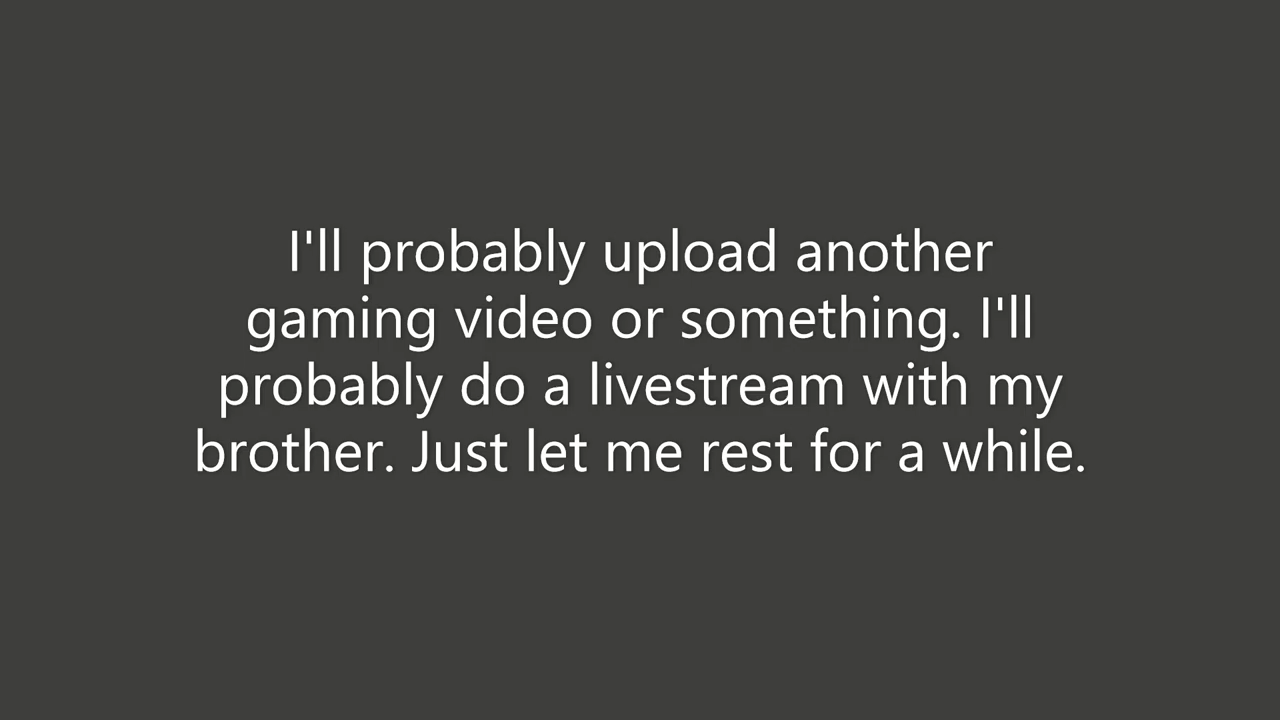 I'll probably upload another
gaming video or something. I'll
probably do a livestream with my
brother. Just let me rest for a while.